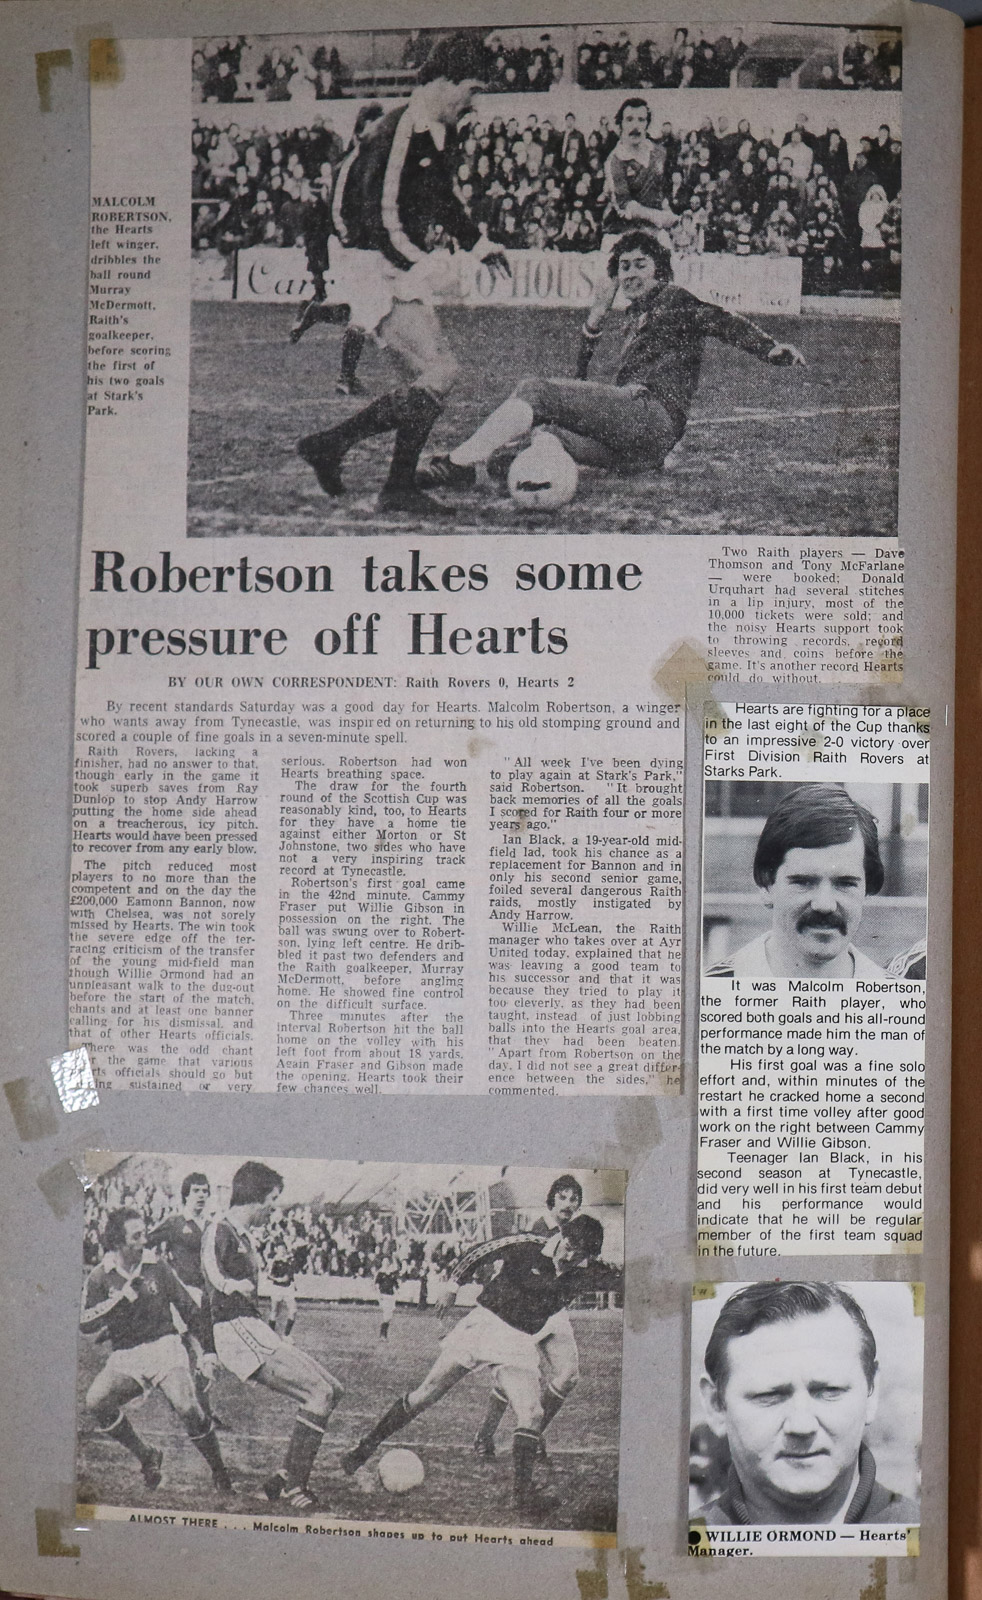 MALCOLM
ROBERTSON,
the Hearts
left winger,
dribbles the
ball round
Murray
McDermott,
Raith's
goalkeeper,
before scoring
the first of
his two goals
at Stark's
Park.
Robertson takes some
pressure off Hearts
BY OUR OWN CORRESPONDENT: Raith Rovers 0, Hearts 2
By recent standards Saturday was a good day for Hearts. Malcolm Robertson, a winger
who wants away from Tynecastle, was inspired on returning to his old stomping ground and
scored a couple of fine goals in a seven-minute spell.
Raith Rovers, lacking a
finisher, had no answer to that,
though early in the game it
took superb saves from Ray
Dunlop to stop Andy Harrow
putting the home side ahead
on a treacherous, icy pitch.
Hearts would have been pressed
to recover from any early blow.
The pitch reduced most
players to no more than the
competent and on the day the
£200,000 Eamonn Bannon, now
with Chelsea, was not sorely
missed by Hearts. The win took
the severe edge off the ter-
racing criticism of the transfer
of the young mid-field man
though Willie Ormond had an
unpleasant walk to the dug-out
before the start of the match,
chants and at least one banner
calling for his dismissal, and
that of other Hearts officials.
There was the odd chant
the game that various
officials should go but
sustained or very
serious. Robertson had won
Hearts breathing space.
The draw for the fourth
round of the Scottish Cup was
reasonably kind, too, to Hearts
for they have a home tie
against either Morton or St
Johnstone, two sides who have
not a very inspiring track
record at Tynecastle.
Robertson's first goal came
in the 42nd minute. Cammy
Fraser put Willie Gibson in
possession on the right. The
ball was swung over to Robert-
son, lying left centre. He drib-
bled it past two defenders and
the Raith goalkeeper, Murray
McDermott, before angling
home. He showed fine control
on the difficult surface.
Three minutes after the
interval Robertson hit the ball
home on the volley with his
left foot from about 18 yards.
Again Fraser and Gibson made
the opening. Hearts took their
few chances well.
"All week I've been dying
to play again at Stark's Park,"
said Robertson. "It brought
back memories of all the goals
I scored for Raith four or more
years ago."
Ian Black, a 19-year-old mid-
field lad, took his chance as a
replacement for Bannon and in
only his second senior game,
foiled several dangerous Raith
raids, mostly instigated by
Andy Harrow.
Willie McLean, the Raith
manager who takes over at Ayr
United today, explained that he
was leaving a good team to
his successor and that it was
because they tried to play it
too cleverly, as they had been
taught, instead of just lobbing
balls into the Hearts goal area,
that they had been beaten.
"Apart from Robertson on the
day, I did not see a great differ-
ence between the sides," he
commented.
Two Raith players — Dave
Thomson and Tony McFarlane
— were booked; Donald
Urquhart had several stitches
in a lip injury, most of the
10,000 tickets were sold; and
the noisy Hearts support took
to throwing records, record
sleeves and coins before the
game. It's another record Hearts
could do without.
Hearts are fighting for a place
in the last eight of the Cup thanks
to an impressive 2-0 victory over
First Division Raith Rovers at
Starks Park.
It was Malcolm Robertson,
the former Raith player, who
scored both goals and his all-round
performance made him the man of
the match by a long way.
His first goal was a fine solo
effort and, within minutes of the
restart he cracked home a second
with a first time volley after good
work on the right between Cammy
Fraser and Willie Gibson.
Teenager Ian Black, in his
second season at Tynecastle,
did very well in his first team debut
and his performance would
indicate that he will be regular
member of the first team squad
in the future.
ALMOST THERE . . . Malcolm Robertson shapes up to put Hearts ahead
● WILLIE ORMOND — Hearts'
Manager.